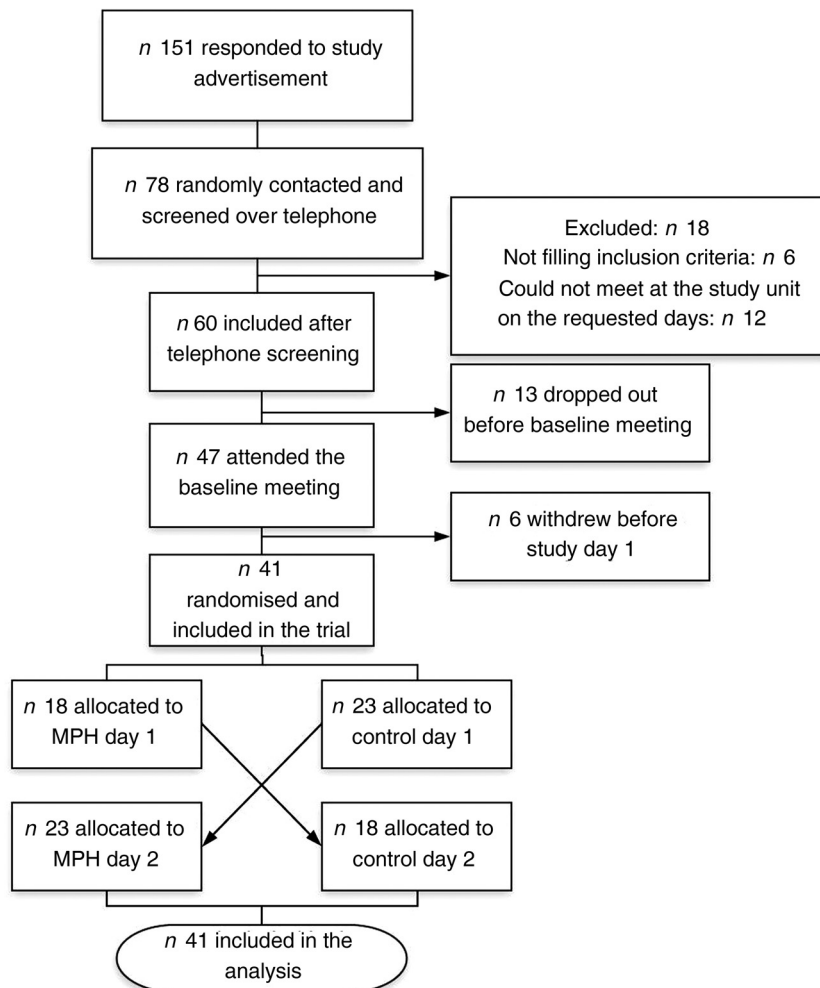 n 151 responded to study
advertisement
n 78 randomly contacted and
screened over telephone
Excluded: n 18
Not filling inclusion criteria: n 6
Could not meet at the study unit
on the requested days: n 12
n 60 included after
telephone screening
n 13 dropped out
before baseline meeting
n 47 attended the
baseline meeting
n 6 withdrew before
study day 1
n 41
randomised and
included in the trial
n 18 allocated to
MPH day 1
n 23 allocated to
control day 1
n 23 allocated to
MPH day 2
n 18 allocated to
control day 2
n 41 included in the
analysis